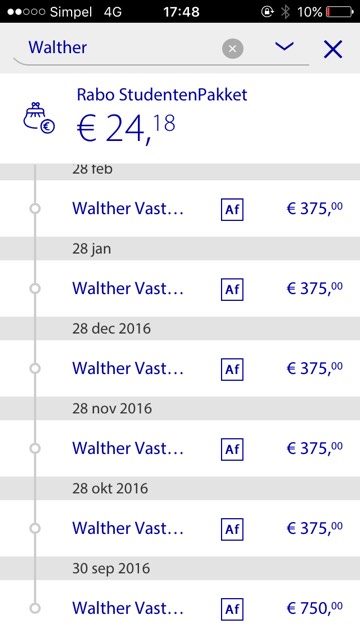 Simpel 4G 17:48 10%
Walther
Rabo StudentenPakket
€ 24,18
28 feb
Walther Vast... Af € 375,00
28 jan
Walther Vast... Af € 375,00
28 dec 2016
Walther Vast... Af € 375,00
28 nov 2016
Walther Vast... Af € 375,00
28 okt 2016
Walther Vast... Af € 375,00
30 sep 2016
Walther Vast... Af € 750,00